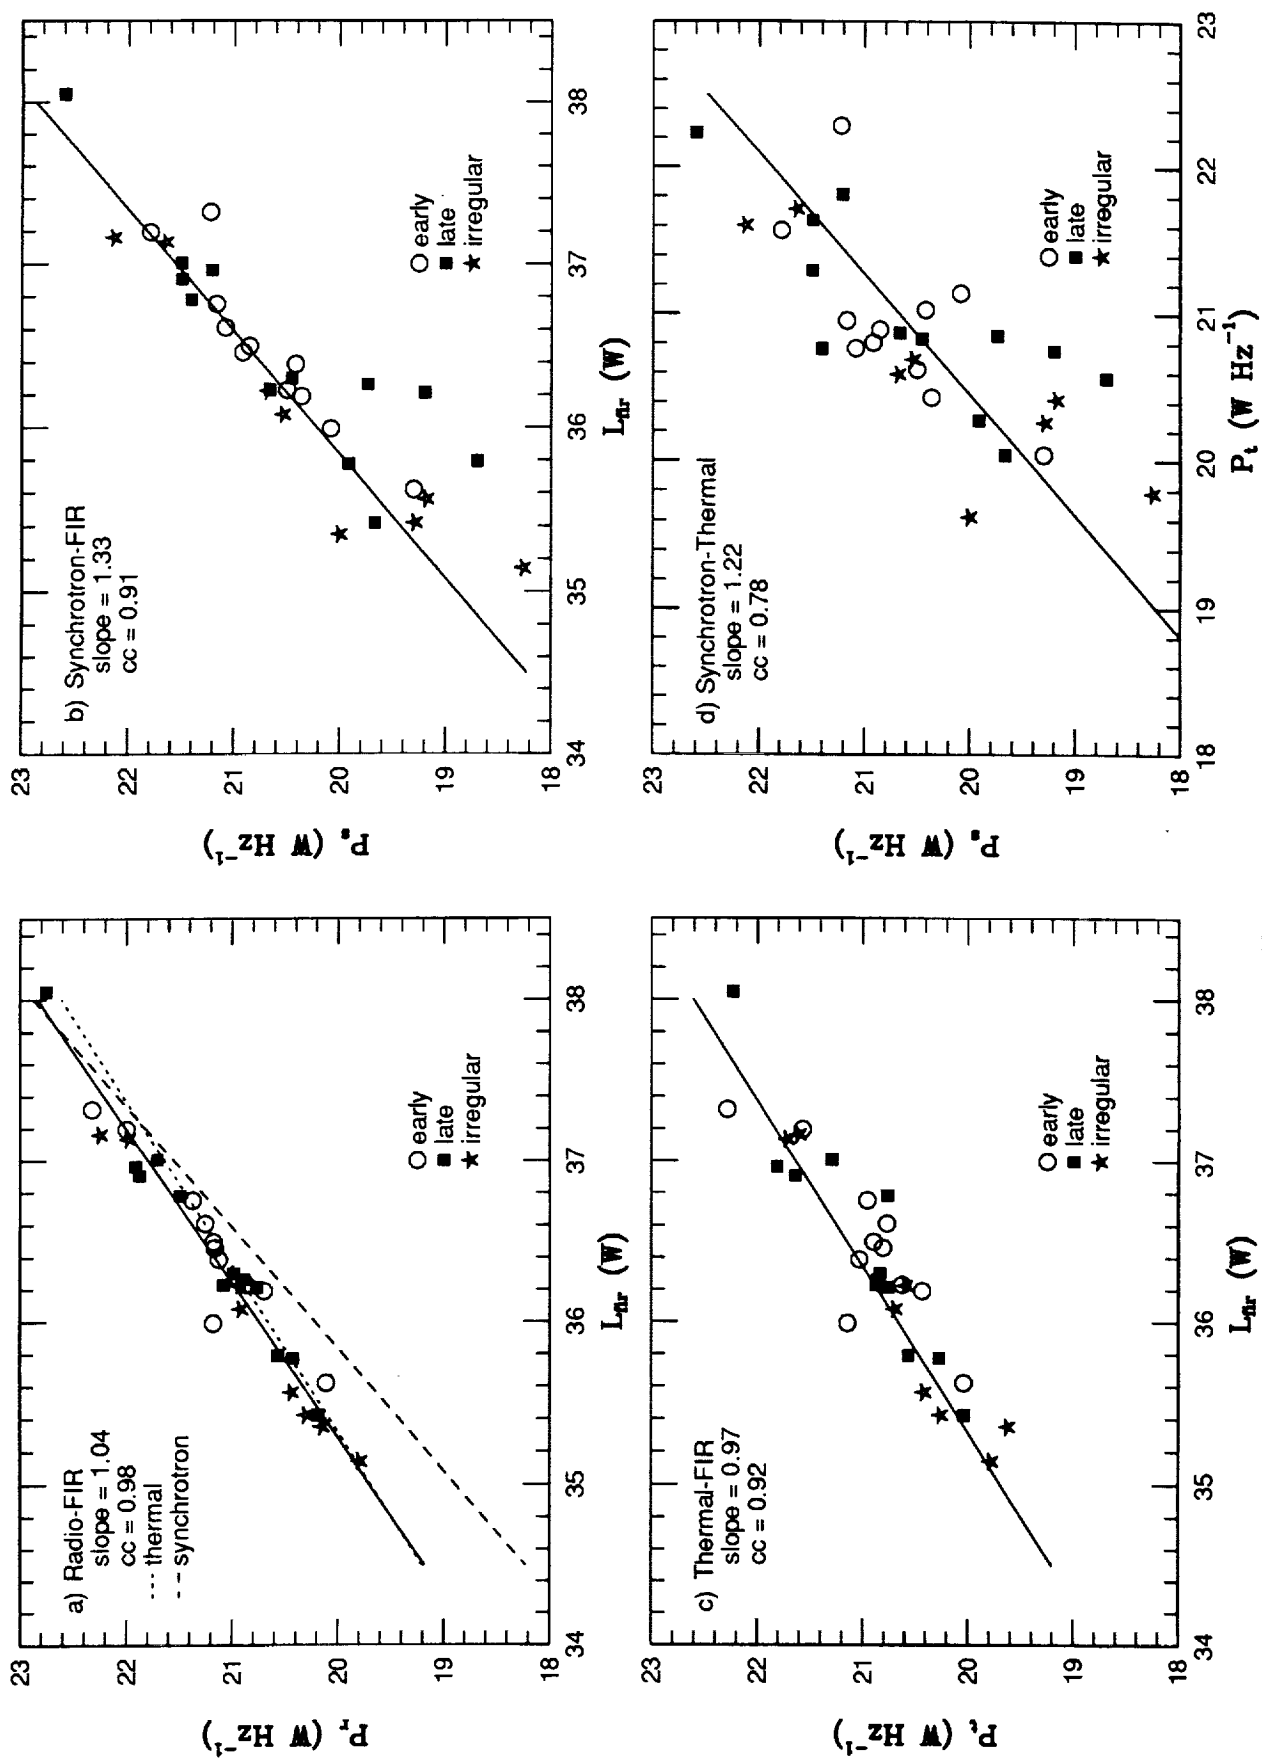 a) Radio-FIR
slope = 1.04
cc = 0.98
thermal
synchrotron
early
late
irregular
23
22
21
20
19
18
34
35
36
37
38
P_r (W Hz⁻¹)
L_fir (W)
b) Synchrotron-FIR
slope = 1.33
cc = 0.91
early
late
irregular
23
22
21
20
19
18
34
35
36
37
38
P_s (W Hz⁻¹)
L_fir (W)
c) Thermal-FIR
slope = 0.97
cc = 0.92
early
late
irregular
23
22
21
20
19
18
34
35
36
37
38
P_t (W Hz⁻¹)
L_fir (W)
d) Synchrotron-Thermal
slope = 1.22
cc = 0.78
early
late
irregular
23
22
21
20
19
18
18
19
20
21
22
23
P_s (W Hz⁻¹)
P_t (W Hz⁻¹)